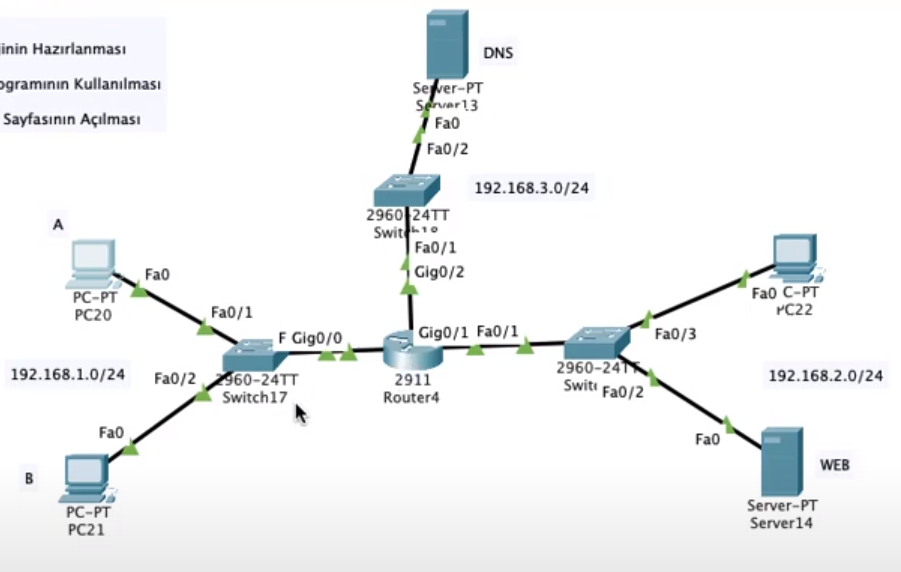 inin Hazırlanması
ogramının Kullanılması
Sayfasının Açılması
DNS
Server-PT
Server13
Fa0
Fa0/2
192.168.3.0/24
2960-24TT
Fa0/1
Gig0/2
A
Fa0
PC-PT
PC20
Fa0/1
Gig0/0
Gig0/1
Fa0/1
2911
Router4
192.168.1.0/24
Fa0/2
2960-24TT
Switch17
Fa0
B
PC-PT
PC21
Fa0
PC22
Fa0/3
2960-24TT
Fa0/2
192.168.2.0/24
Fa0
WEB
Server-PT
Server14